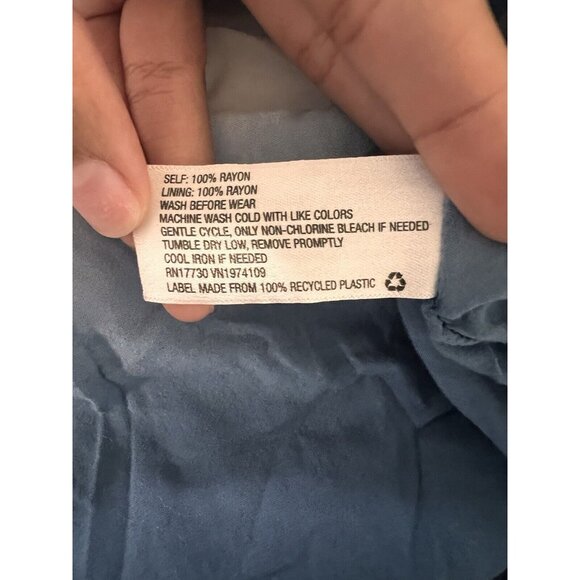 SELF: 100% RAYON
LINING: 100% RAYON
WASH BEFORE WEAR
MACHINE WASH COLD WITH LIKE COLORS
GENTLE CYCLE, ONLY NON-CHLORINE BLEACH IF NEEDED
TUMBLE DRY LOW, REMOVE PROMPTLY
COOL IRON IF NEEDED
RN17730 VN1974109
LABEL MADE FROM 100% RECYCLED PLASTIC